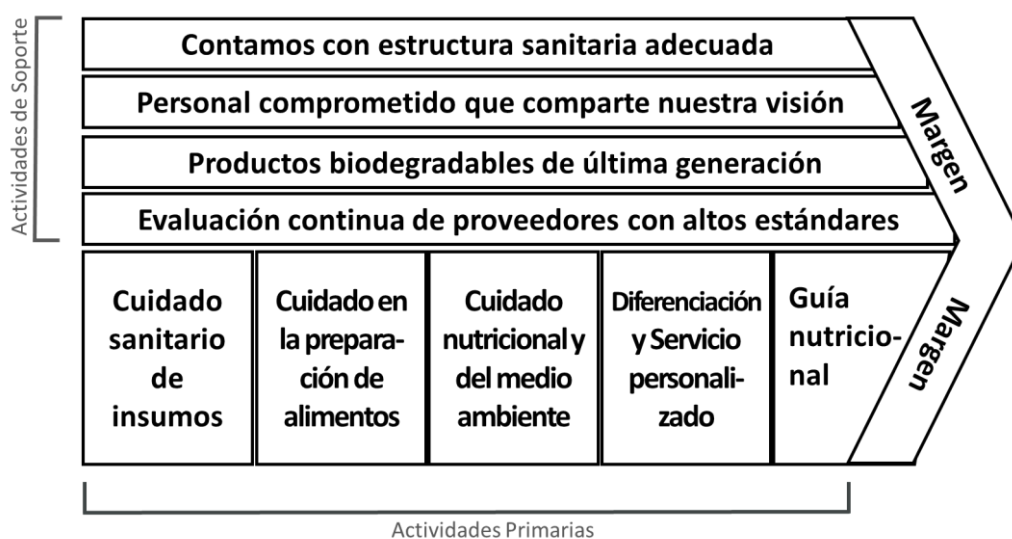 Actividades de Soporte
Contamos con estructura sanitaria adecuada
Personal comprometido que comparte nuestra visión
Productos biodegradables de última generación
Evaluación continua de proveedores con altos estándares
Margen
Cuidado
sanitario
de
insumos
Cuidado en
la prepara-
ción de
alimentos
Cuidado
nutricional y
del medio
ambiente
Diferenciación
y Servicio
personali-
zado
Guía
nutricio-
nal
Margen
Actividades Primarias